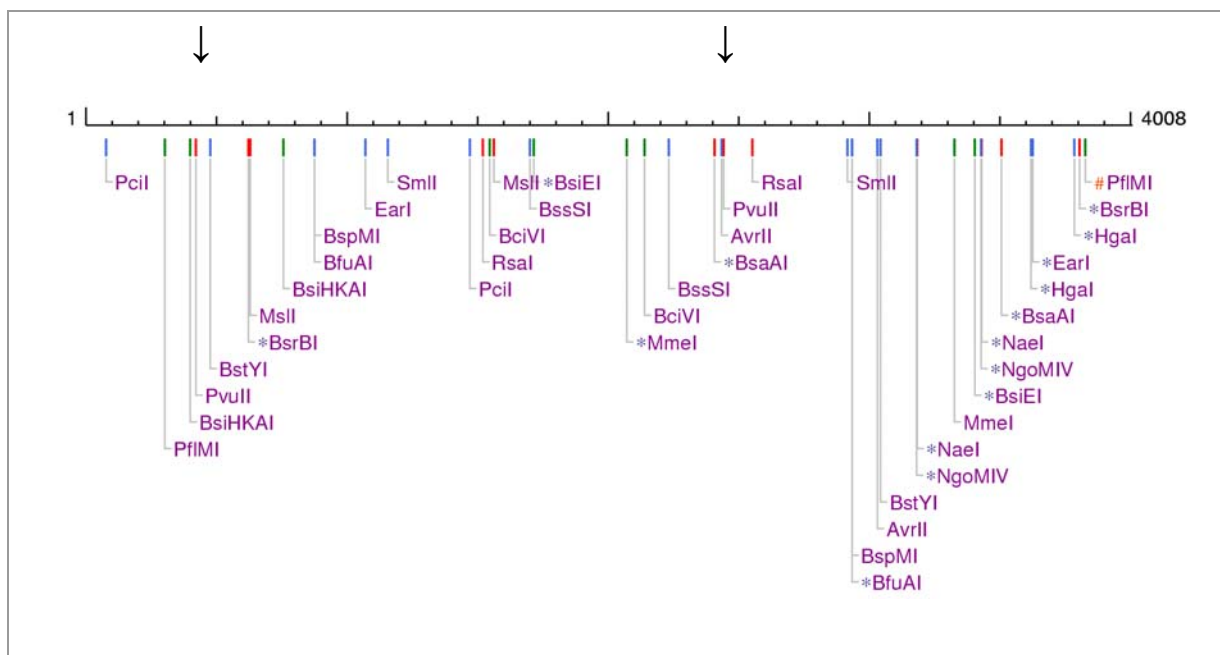 1 4008
PciI SmlI MslI *BsiEI RsaI SmlI #PflMI
EarI BssSI PvuII *BsrBI
BspMI BciVI AvrII *HgaI
BfuAI RsaI *BsaAI *EarI
BsiHKAI PciI BssSI *HgaI
MslI BciVI *BsaAI
*BsrBI *MmeI *NaeI
BstYI *NgoMIV
PvuII *BsiEI
BsiHKAI MmeI
PflMI *NaeI
*NgoMIV
BstYI
AvrII
BspMI
*BfuAI